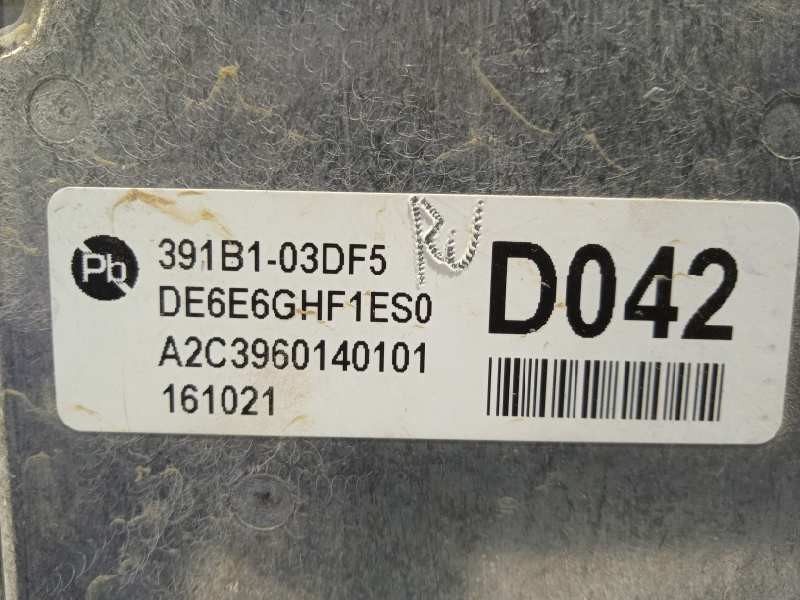 Pb
391B1-03DF5
DE6E6GHF1ES0
A2C3960140101
161021
D042